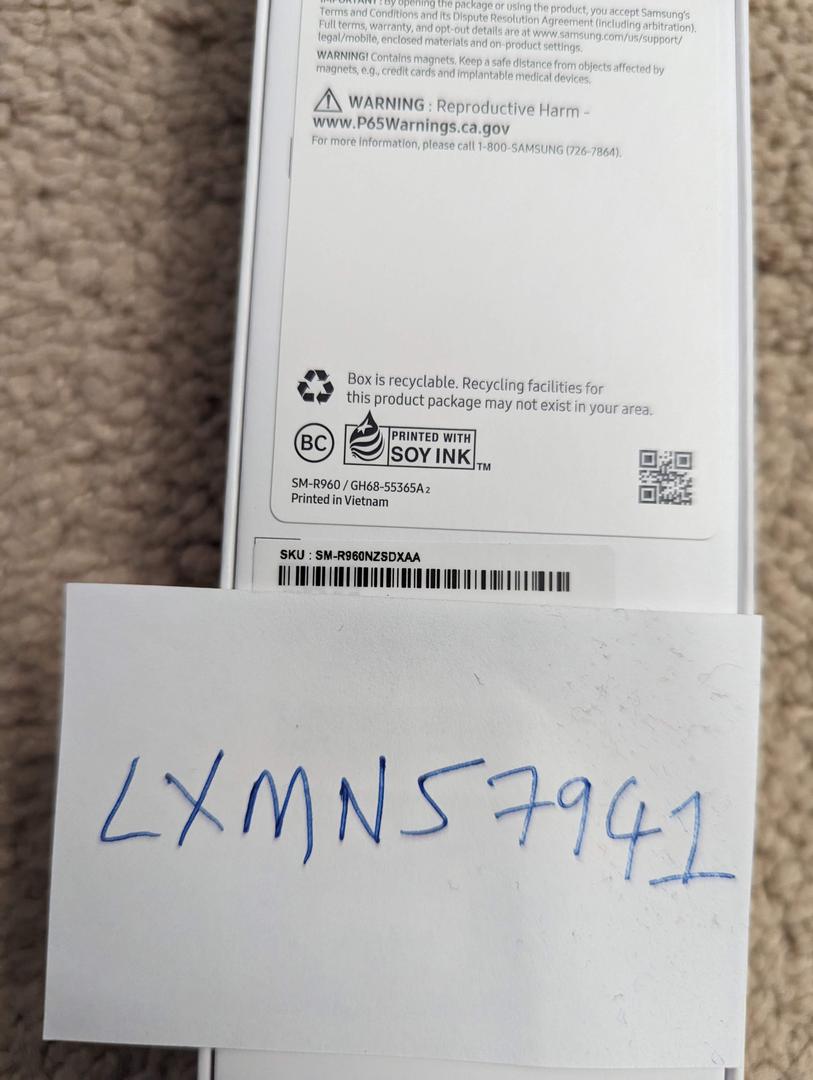 IMPORTANT : By opening the package or using the product, you accept Samsung's
Terms and Conditions and its Dispute Resolution Agreement (including arbitration).
Full terms, warranty, and opt-out details are at www.samsung.com/us/support/
legal/mobile, enclosed materials and on-product settings.
WARNING! Contains magnets. Keep a safe distance from objects affected by
magnets, e.g., credit cards and implantable medical devices.
WARNING : Reproductive Harm -
www.P65Warnings.ca.gov
For more information, please call 1-800-SAMSUNG (726-7864).
Box is recyclable. Recycling facilities for
this product package may not exist in your area.
BC
PRINTED WITH
SOY INK TM
SM-R960 / GH68-55365A2
Printed in Vietnam
SKU : SM-R960NZSDXAA
LXMN57941